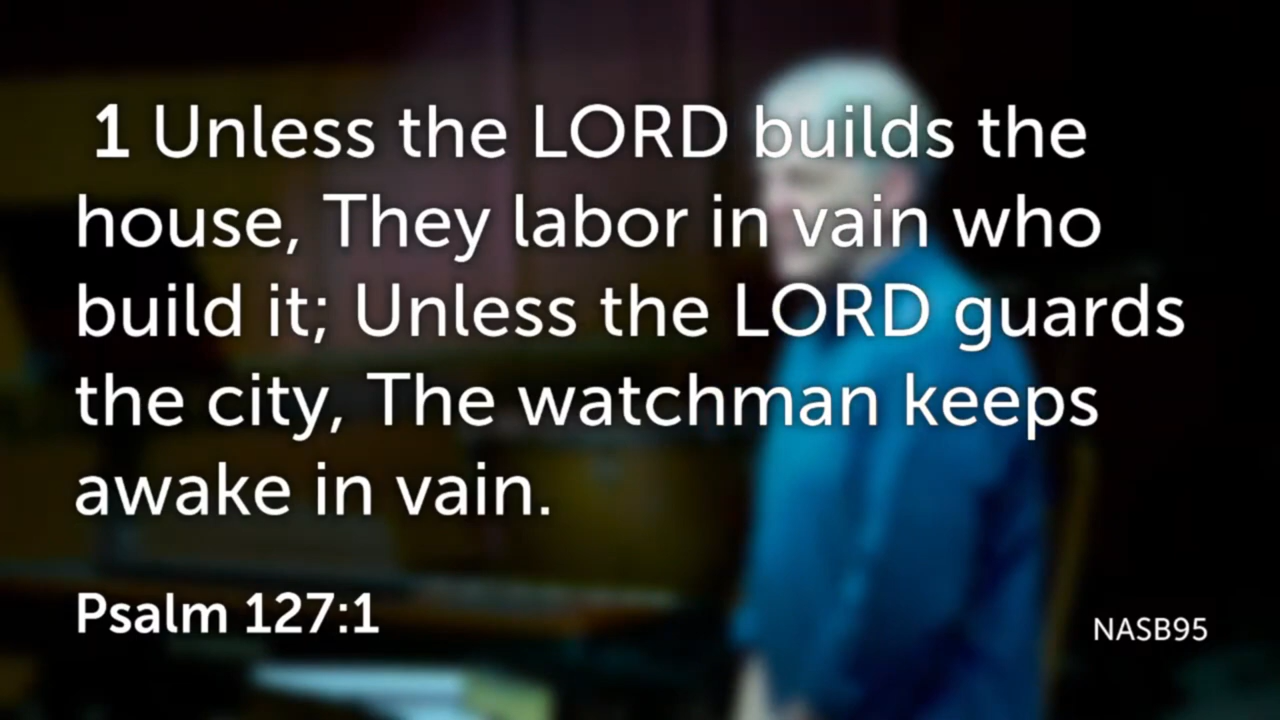 1 Unless the LORD builds the
house, They labor in vain who
build it; Unless the LORD guards
the city, The watchman keeps
awake in vain.
Psalm 127:1
NASB95